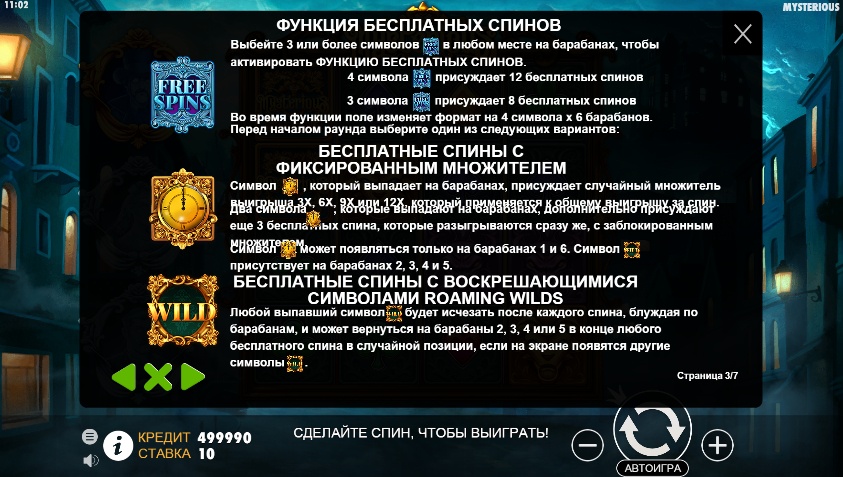 11:02
MYSTERIOUS
ФУНКЦИЯ БЕСПЛАТНЫХ СПИНОВ
Выбейте 3 или более символов в любом месте на барабанах, чтобы
активировать ФУНКЦИЮ БЕСПЛАТНЫХ СПИНОВ.
FREE
SPINS
4 символа присуждает 12 бесплатных спинов
3 символа присуждает 8 бесплатных спинов
Во время функции поле изменяет формат на 4 символа x 6 барабанов.
Перед началом раунда выберите один из следующих вариантов:
БЕСПЛАТНЫЕ СПИНЫ С
ФИКСИРОВАННЫМ МНОЖИТЕЛЕМ
Символ , который выпадает на барабанах, присуждает случайный множитель
выигрыша 3X, 6X, 9X или 12X, который применяется к общему выигрышу за спин.
Два символа , которые выпадают на барабанах, дополнительно присуждают
еще 3 бесплатных спина, которые разыгрываются сразу же, с заблокированным
множителем.
Символ может появляться только на барабанах 1 и 6. Символ WILD
присутствует на барабанах 2, 3, 4 и 5.
БЕСПЛАТНЫЕ СПИНЫ С ВОСКРЕШАЮЩИМИСЯ
СИМВОЛАМИ ROAMING WILDS
WILD
Любой выпавший символ WILD будет исчезать после каждого спина, блуждая по
барабанам, и может вернуться на барабаны 2, 3, 4 или 5 в конце любого
бесплатного спина в случайной позиции, если на экране появятся другие
символы WILD.
Страница 3/7
КРЕДИТ 499990
СТАВКА 10
СДЕЛАЙТЕ СПИН, ЧТОБЫ ВЫИГРАТЬ!
АВТОИГРА